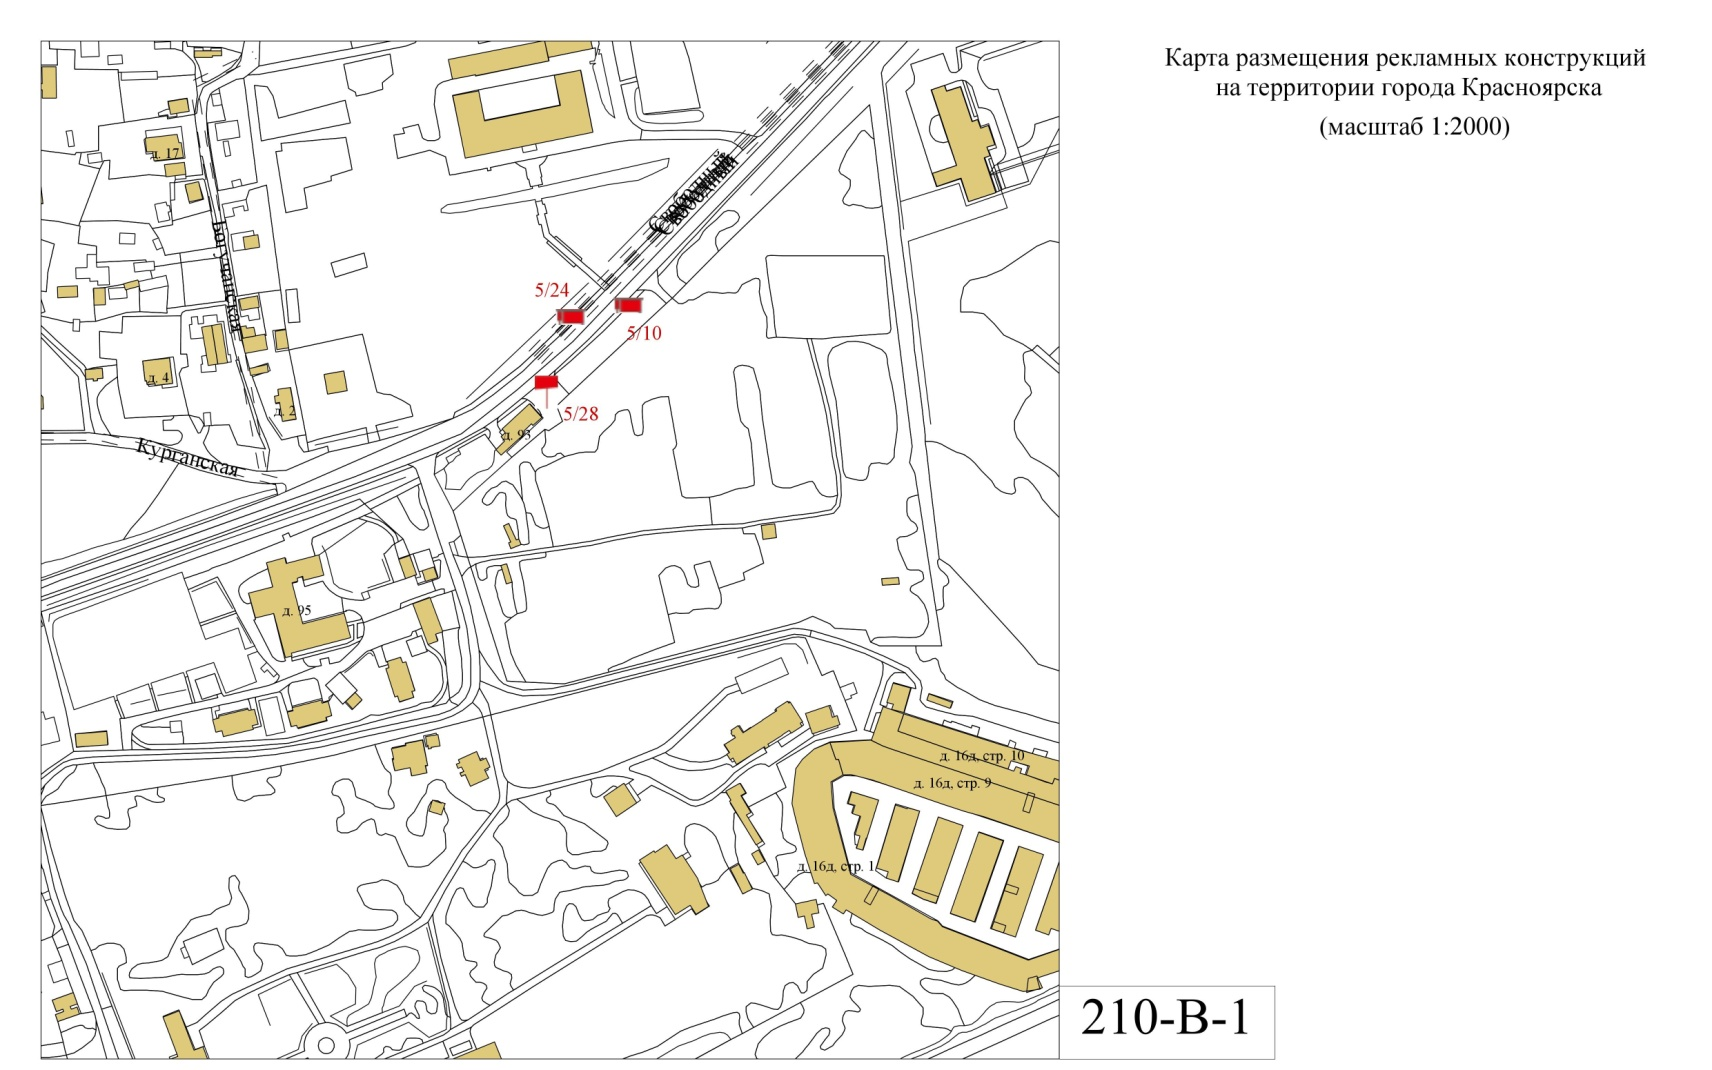 Карта размещения рекламных конструкций
на территории города Красноярска
(масштаб 1:2000)
д. 17
Богучанская
5/24
5/10
д. 4
д. 2
5/28
д. 93
Курганская
д. 95
д. 16д, стр. 10
д. 16д, стр. 9
д. 16д, стр. 1
210-В-1